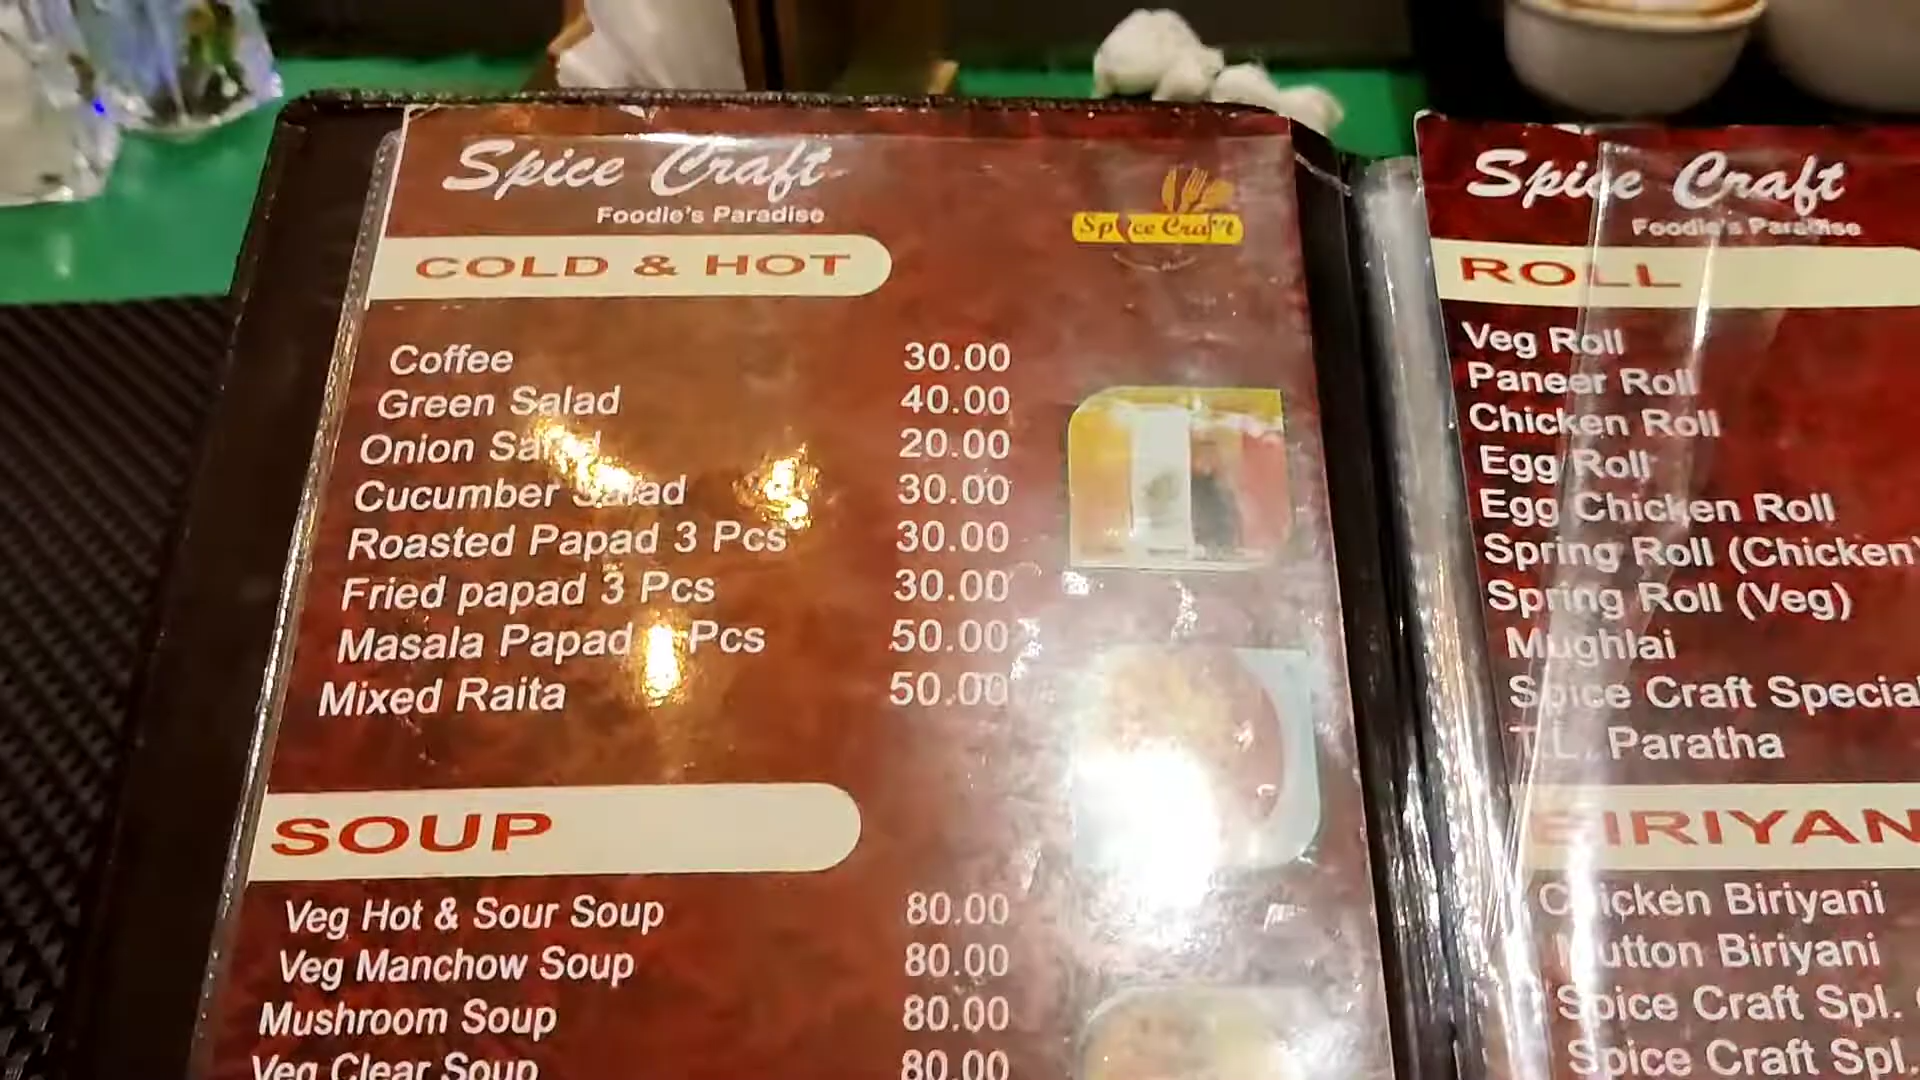 Spice Craft
Foodie's Paradise
Spice Craft
COLD & HOT
Coffee 30.00
Green Salad 40.00
Onion Salad 20.00
Cucumber Salad 30.00
Roasted Papad 3 Pcs 30.00
Fried papad 3 Pcs 30.00
Masala Papad Pcs 50.00
Mixed Raita 50.00
SOUP
Veg Hot & Sour Soup 80.00
Veg Manchow Soup 80.00
Mushroom Soup 80.00
Veg Clear Soup 80.00
Spice Craft
Foodie's Paradise
ROLL
Veg Roll
Paneer Roll
Chicken Roll
Egg Roll
Egg Chicken Roll
Spring Roll (Chicken)
Spring Roll (Veg)
Mughlai
Spice Craft Special
T.L. Paratha
BIRIYAN
Chicken Biriyani
Mutton Biriyani
Spice Craft Spl.
Spice Craft Spl.